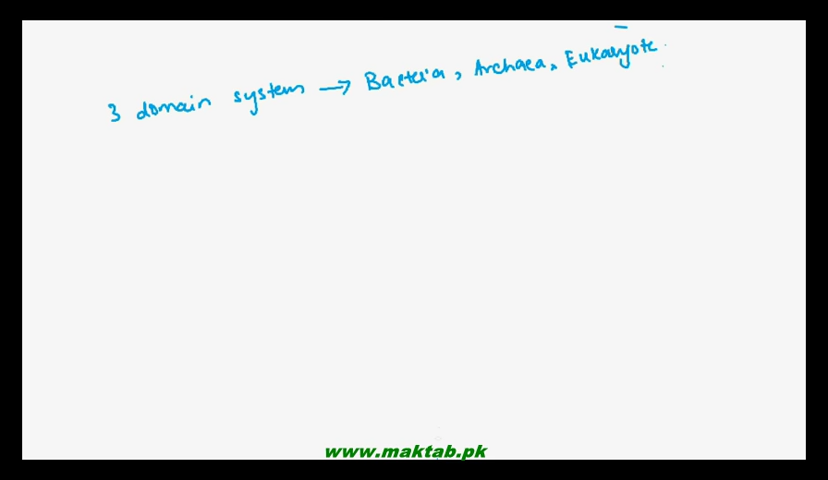 3 domain system → Bacteria, Archaea, Eukaryote
www.maktab.pk